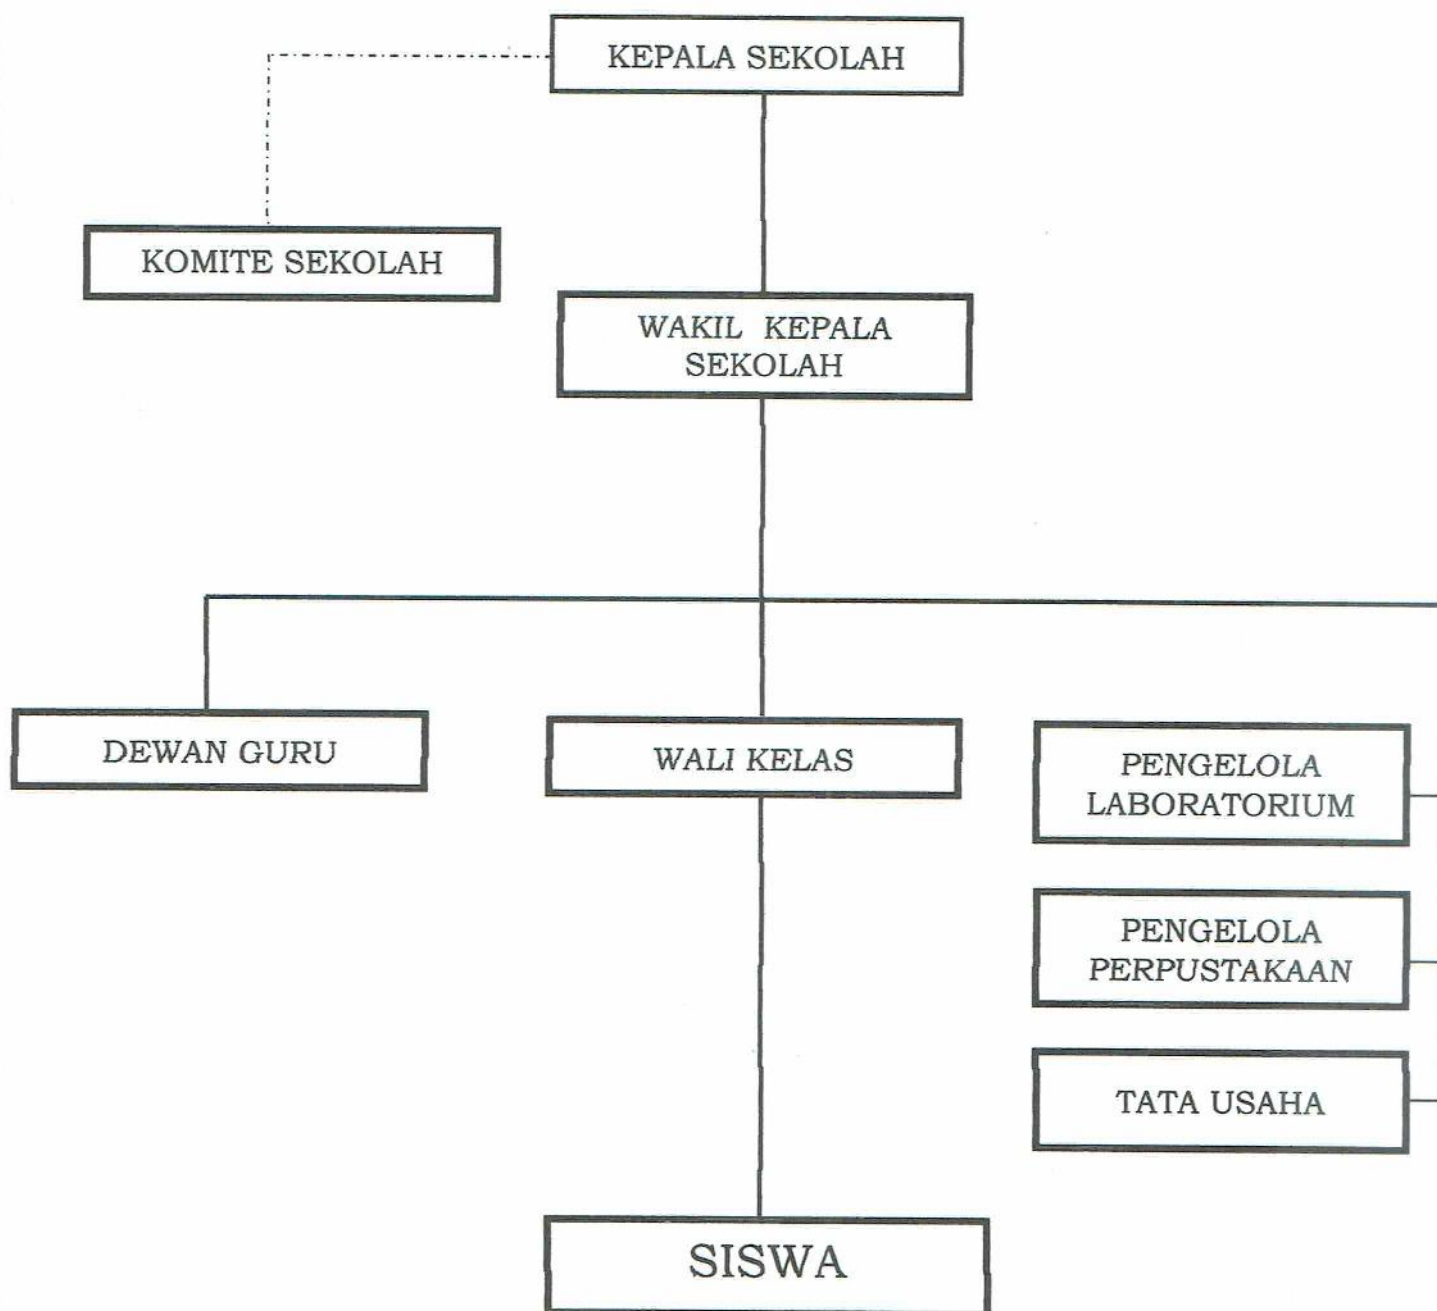 KEPALA SEKOLAH
KOMITE SEKOLAH
WAKIL KEPALA
SEKOLAH
DEWAN GURU
WALI KELAS
PENGELOLA
LABORATORIUM
PENGELOLA
PERPUSTAKAAN
TATA USAHA
SISWA